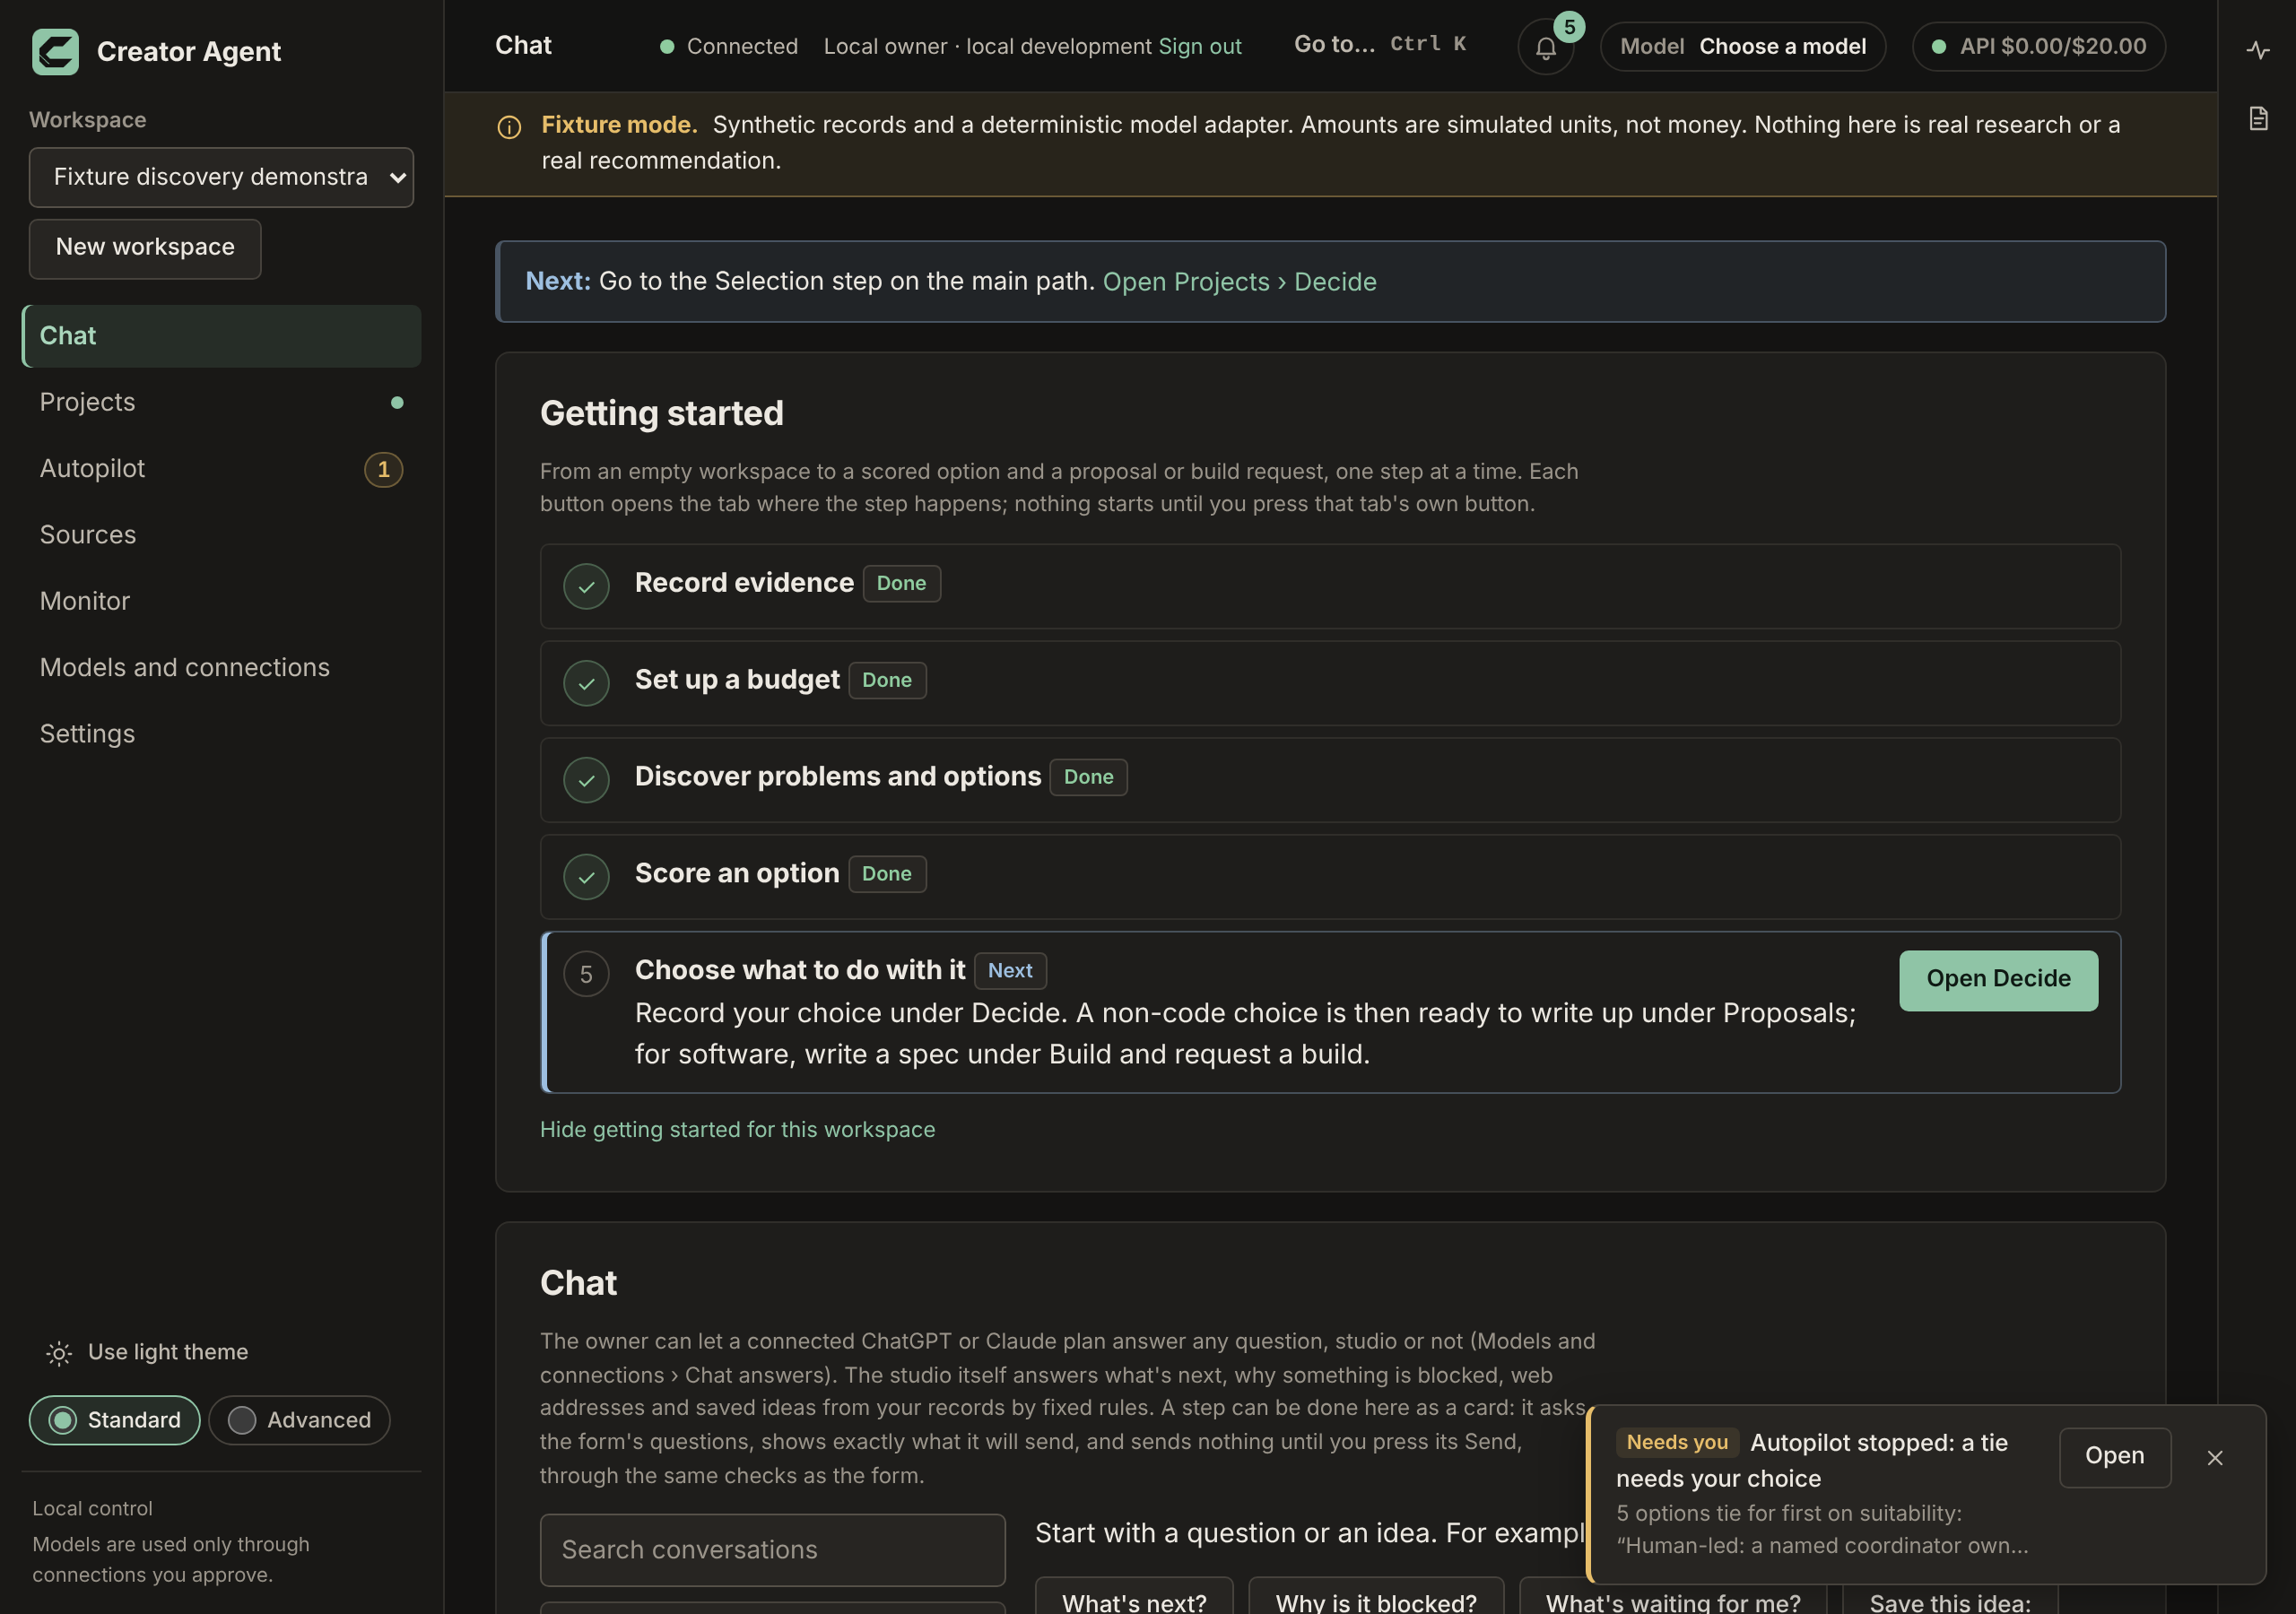 Creator Agent
Workspace
Fixture discovery demonstra
New workspace
Chat
Projects
Autopilot 1
Sources
Monitor
Models and connections
Settings
Use light theme
Standard Advanced
Local control
Models are used only through
connections you approve.
Chat Connected Local owner · local development Sign out Go to... Ctrl K 5 Model Choose a model API $0.00/$20.00
Fixture mode. Synthetic records and a deterministic model adapter. Amounts are simulated units, not money. Nothing here is real research or a
real recommendation.
Next: Go to the Selection step on the main path. Open Projects › Decide
Getting started
From an empty workspace to a scored option and a proposal or build request, one step at a time. Each
button opens the tab where the step happens; nothing starts until you press that tab's own button.
Record evidence Done
Set up a budget Done
Discover problems and options Done
Score an option Done
5 Choose what to do with it Next
Record your choice under Decide. A non-code choice is then ready to write up under Proposals;
for software, write a spec under Build and request a build.
Open Decide
Hide getting started for this workspace
Chat
The owner can let a connected ChatGPT or Claude plan answer any question, studio or not (Models and
connections › Chat answers). The studio itself answers what's next, why something is blocked, web
addresses and saved ideas from your records by fixed rules. A step can be done here as a card: it asks
the form's questions, shows exactly what it will send, and sends nothing until you press its Send,
through the same checks as the form.
Search conversations
Start with a question or an idea. For exampl
What's next? Why is it blocked? What's waiting for me? Save this idea:
Needs you Autopilot stopped: a tie
needs your choice
5 options tie for first on suitability:
“Human-led: a named coordinator own...
Open